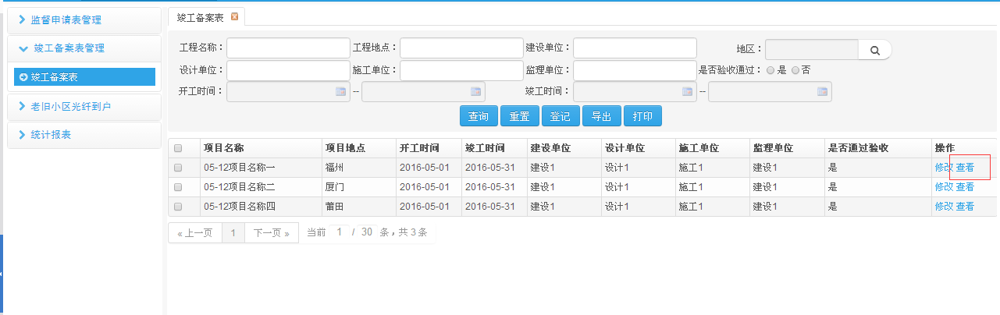 监督申请表管理
竣工备案表管理
竣工备案表
老旧小区光纤到户
统计报表
竣工备案表
工程名称： 工程地点： 建设单位： 地区：
设计单位： 施工单位： 监理单位： 是否验收通过： 是 否
开工时间： -- 竣工时间： --
查询 重置 登记 导出 打印
项目名称 项目地点 开工时间 竣工时间 建设单位 设计单位 施工单位 监理单位 是否通过验收 操作
05-12项目名称一 福州 2016-05-01 2016-05-31 建设1 设计1 施工1 建设1 是 修改 查看
05-12项目名称二 厦门 2016-05-01 2016-05-31 建设1 设计1 施工1 建设1 是 修改 查看
05-12项目名称四 莆田 2016-05-01 2016-05-31 建设1 设计1 施工1 建设1 是 修改 查看
« 上一页 1 下一页 » 当前 1 / 30 条，共 3 条